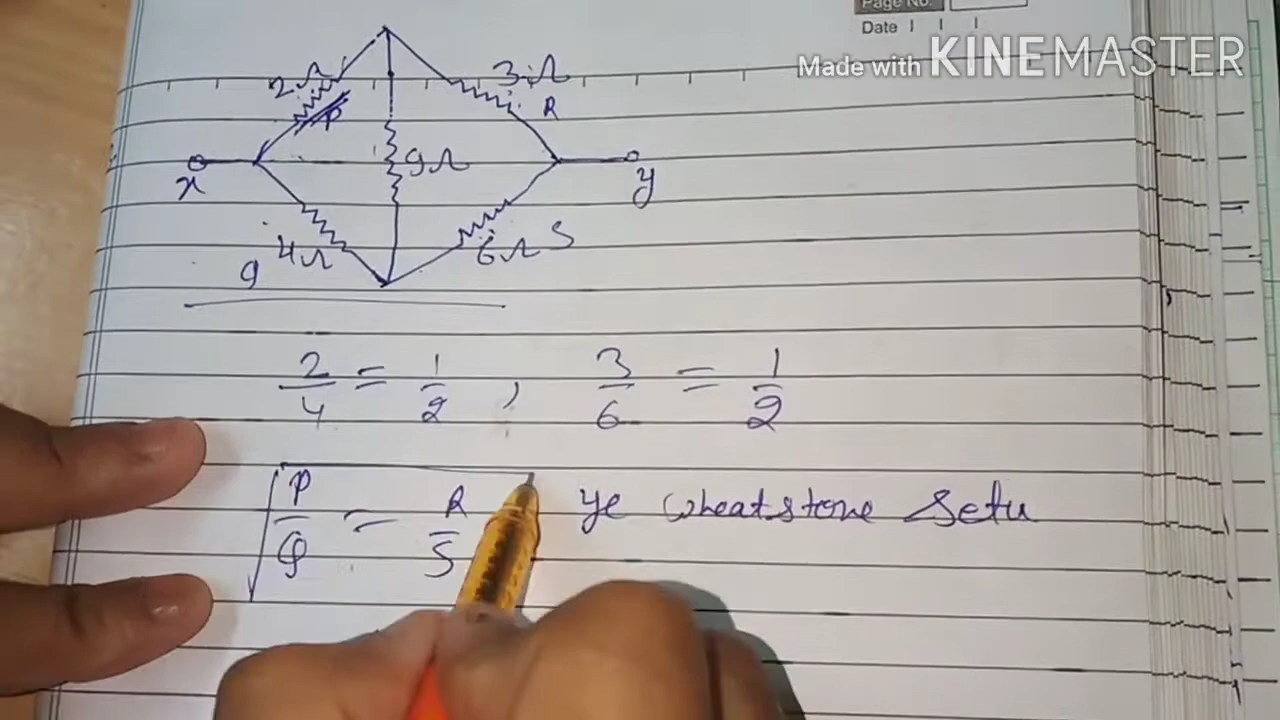 Page No.
Date
Made with KINEMASTER
2Ω 3Ω
P R
9Ω
x y
4Ω 6Ω S
q
2/4 = 1/2 , 3/6 = 1/2
P/Q = R/S ye wheatstone Setu